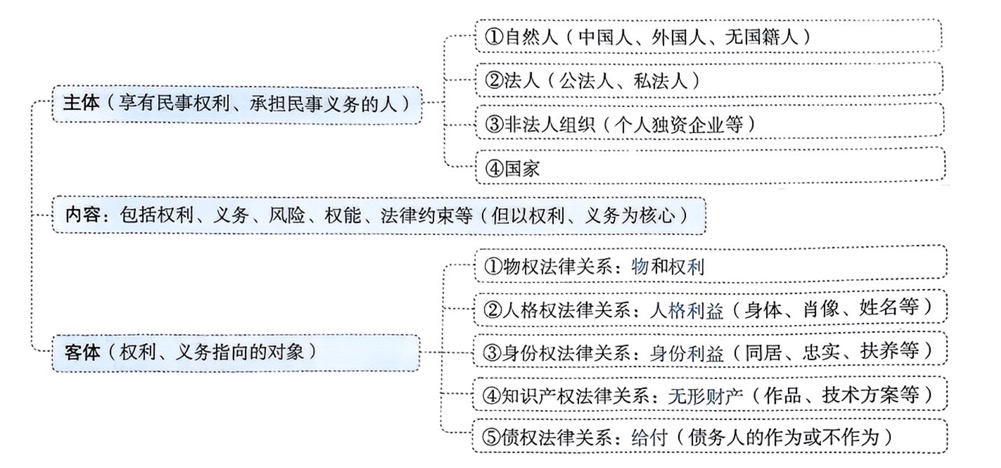 主体（享有民事权利、承担民事义务的人）
①自然人（中国人、外国人、无国籍人）
②法人（公法人、私法人）
③非法人组织（个人独资企业等）
④国家
内容：包括权利、义务、风险、权能、法律约束等（但以权利、义务为核心）
客体（权利、义务指向的对象）
①物权法律关系：物和权利
②人格权法律关系：人格利益（身体、肖像、姓名等）
③身份权法律关系：身份利益（同居、忠实、扶养等）
④知识产权法律关系：无形财产（作品、技术方案等）
⑤债权法律关系：给付（债务人的作为或不作为）